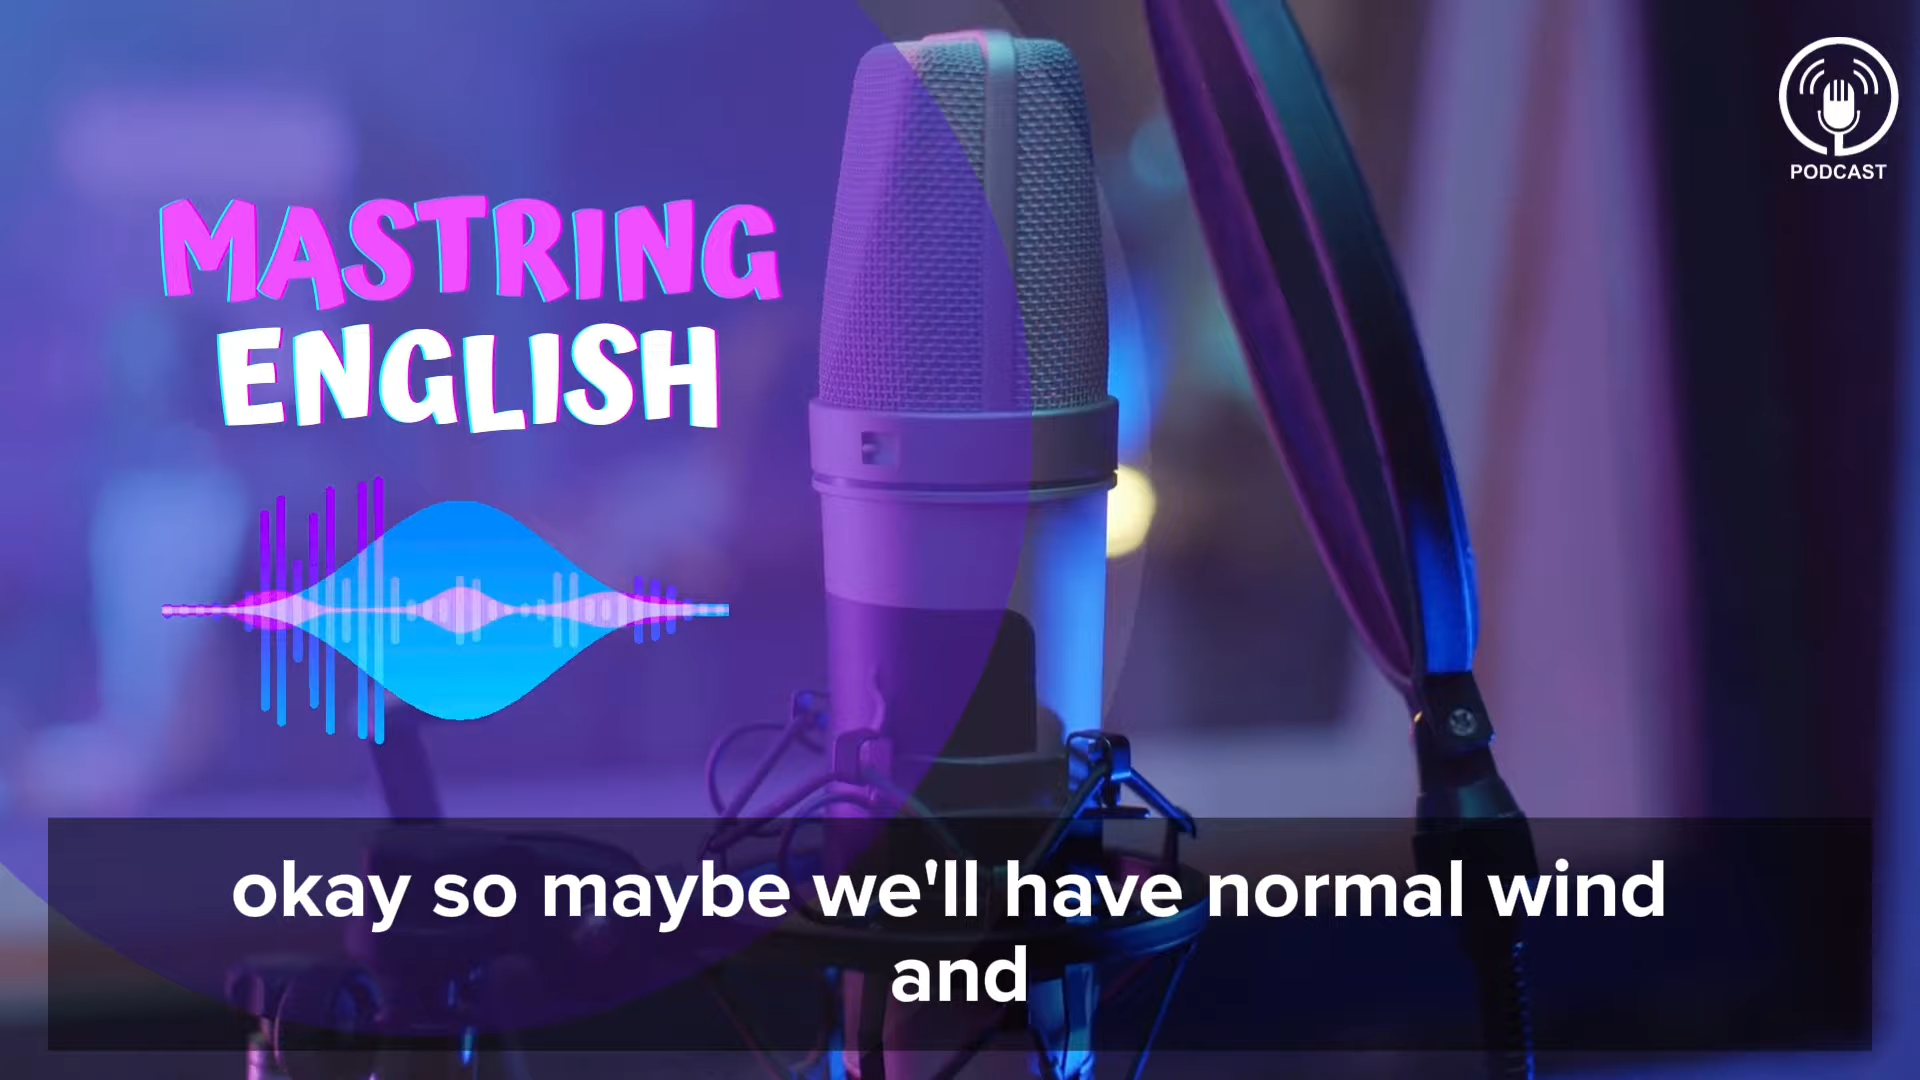 PODCAST
MASTRING
ENGLISH
okay so maybe we'll have normal wind
and